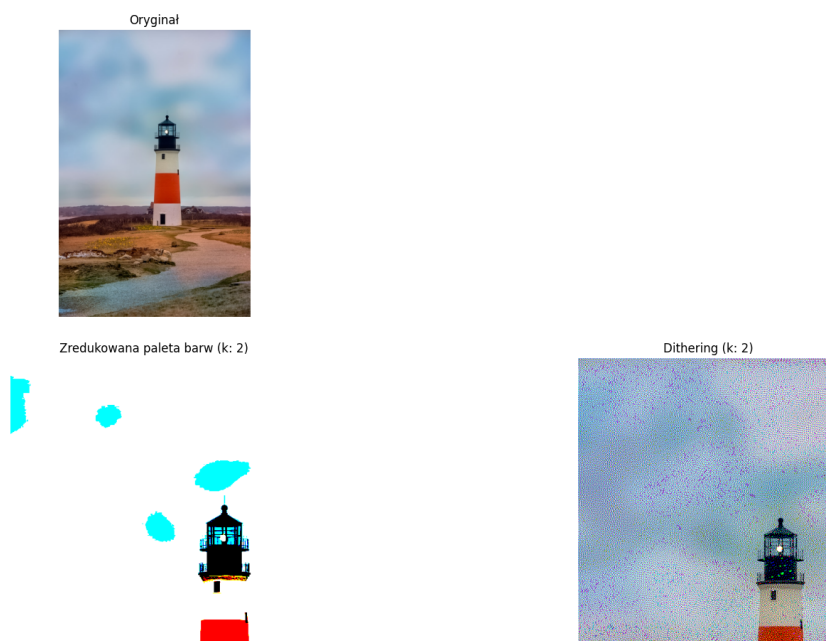 Oryginał
Zredukowana paleta barw (k: 2)
Dithering (k: 2)